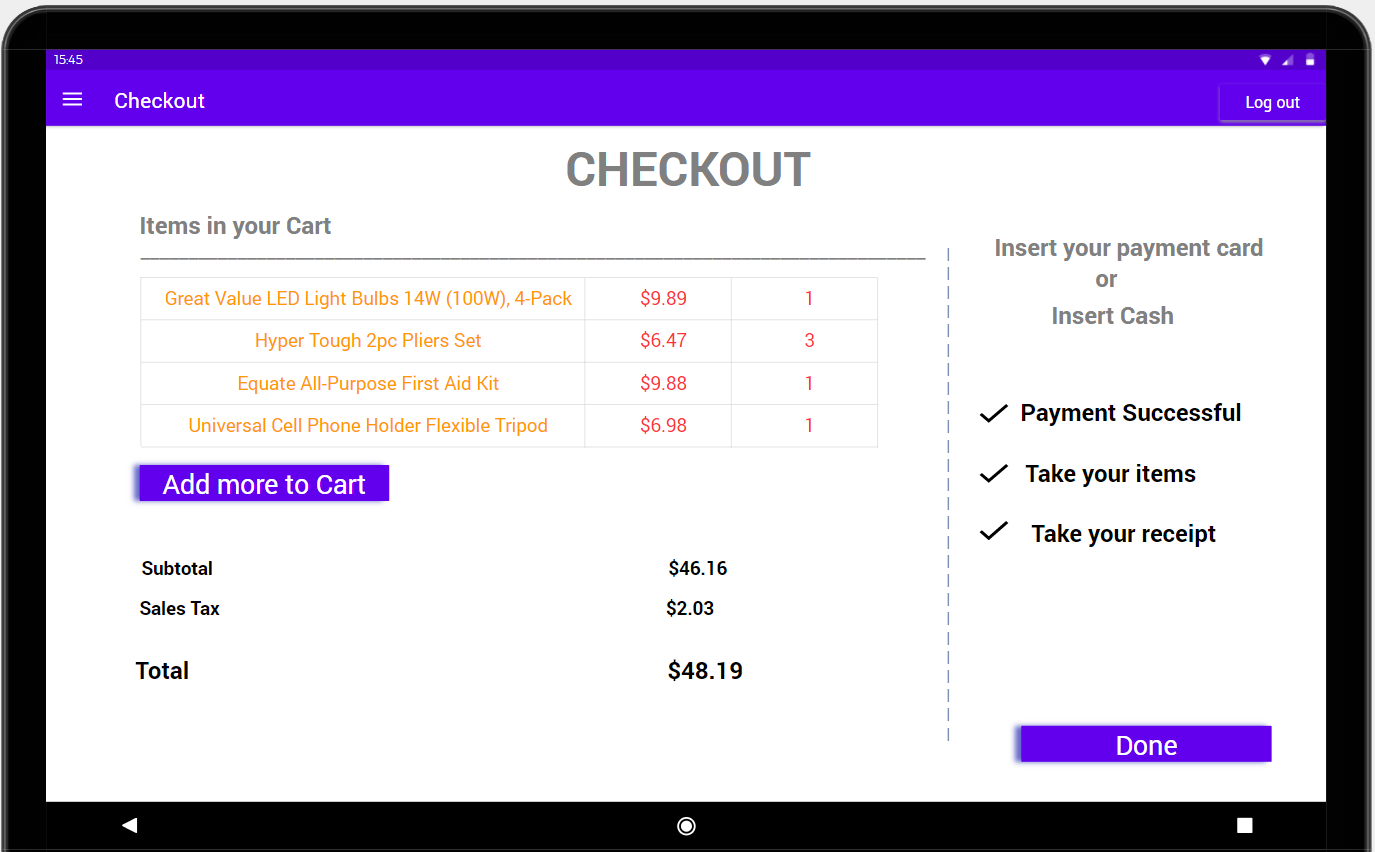 15:45
Checkout
Log out
CHECKOUT
Items in your Cart
Great Value LED Light Bulbs 14W (100W), 4-Pack $9.89 1
Hyper Tough 2pc Pliers Set $6.47 3
Equate All-Purpose First Aid Kit $9.88 1
Universal Cell Phone Holder Flexible Tripod $6.98 1
Add more to Cart
Subtotal $46.16
Sales Tax $2.03
Total $48.19
Insert your payment card
or
Insert Cash
Payment Successful
Take your items
Take your receipt
Done